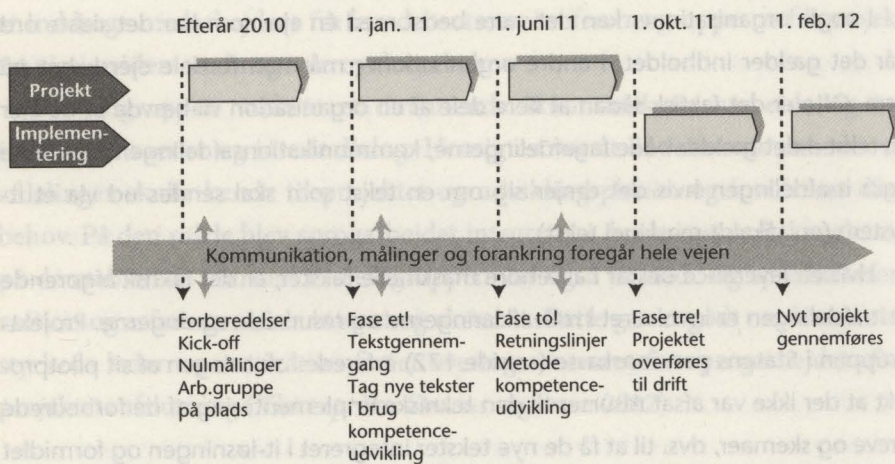 Efterår 2010
1. jan. 11
1. juni 11
1 okt. 11
1. feb. 12
Projekt
Implemen-
tering
Kommunikation, målinger og forankring foregår hele vejen
Forberedelse
Kick-off
Nulmålinger
Arb.gruppe
på plads
Fase et!
Tekstgennem-
gang
Tag nye tekster
i brug
kompetence-
udvikling
Fase to!
Retningslinjer
Metode
kompetence-
udvikling
Fase tre!
Projektet
overføres
til drift
Nyt projekt
gennemføres